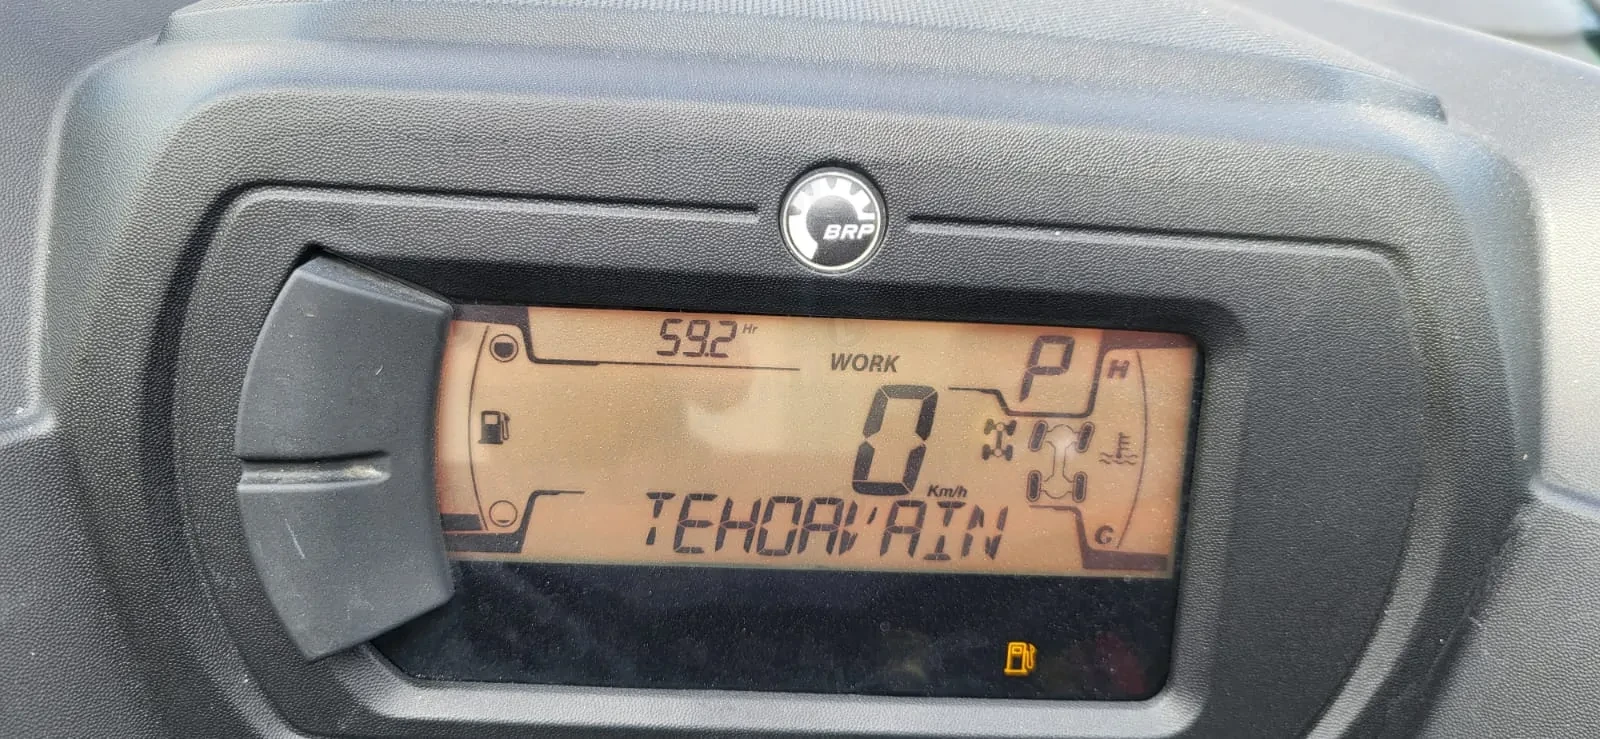 BRP
59.2 Hr
WORK
P
H
0 Km/h
TEHOAVAIN
C